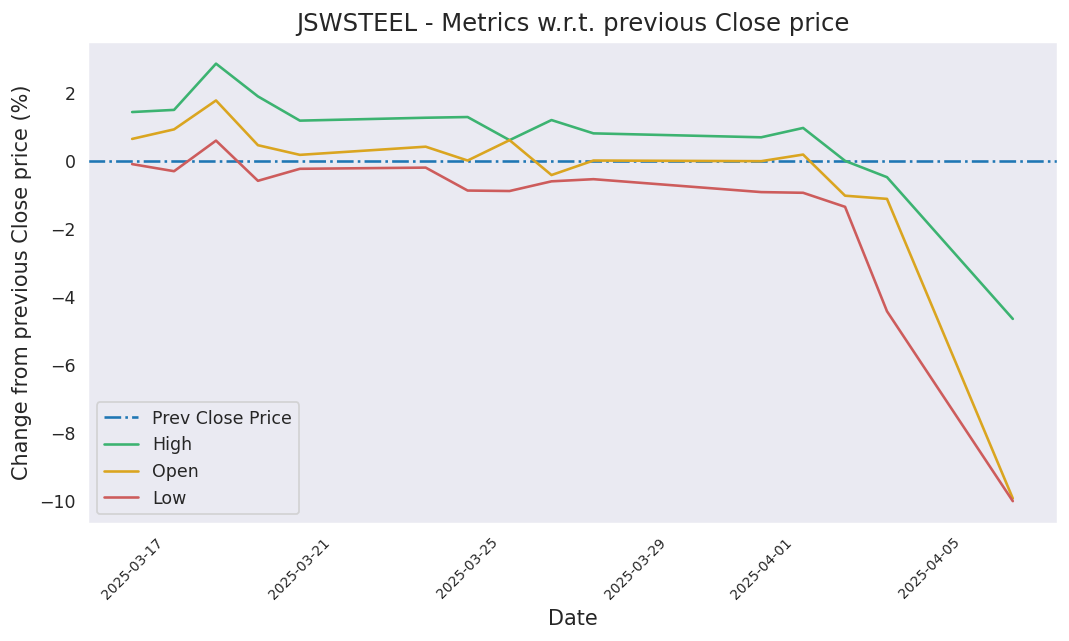 JSWSTEEL - Metrics w.r.t. previous Close price
Change from previous Close price (%)
2
0
−2
−4
−6
−8
−10
Prev Close Price
High
Open
Low
2025-03-17
2025-03-21
2025-03-25
2025-03-29
2025-04-01
2025-04-05
Date